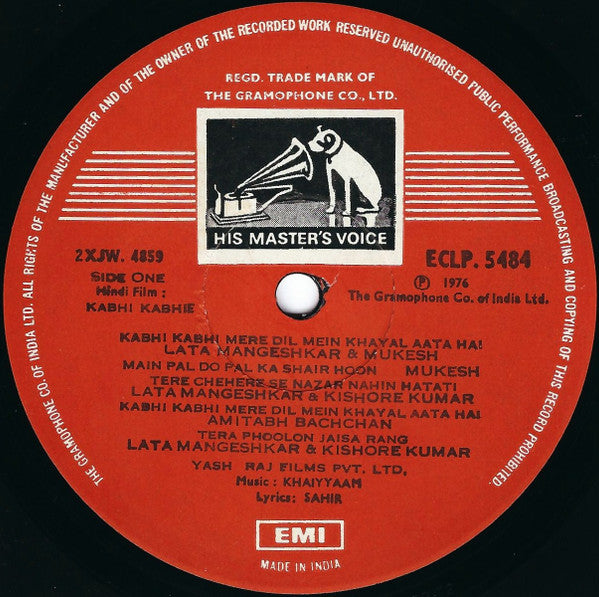 THE GRAMOPHONE CO. OF INDIA LTD. ALL RIGHTS OF THE MANUFACTURER AND OF THE OWNER OF THE RECORDED WORK RESERVED UNAUTHORISED PUBLIC PERFORMANCE BROADCASTING AND COPYING OF THIS RECORD PROHIBITED.
REGD. TRADE MARK OF
THE GRAMOPHONE CO., LTD.
HIS MASTER'S VOICE
2XJW. 4859
ECLP. 5484
SIDE ONE
Ⓟ 1976
Hindi Film :
The Gramophone Co. of India Ltd.
KABHI KABHIE
KABHI KABHI MERE DIL MEIN KHAYAL AATA HAI
LATA MANGESHKAR & MUKESH
MAIN PAL DO PAL KA SHAIR HOON MUKESH
TERE CHEHERE SE NAZAR NAHIN HATATI
LATA MANGESHKAR & KISHORE KUMAR
KABHI KABHI MERE DIL MEIN KHAYAL AATA HAI
AMITABH BACHCHAN
TERA PHOOLON JAISA RANG
LATA MANGESHKAR & KISHORE KUMAR
YASH RAJ FILMS PVT. LTD,
Music : KHAIYYAAM
Lyrics: SAHIR
EMI
MADE IN INDIA